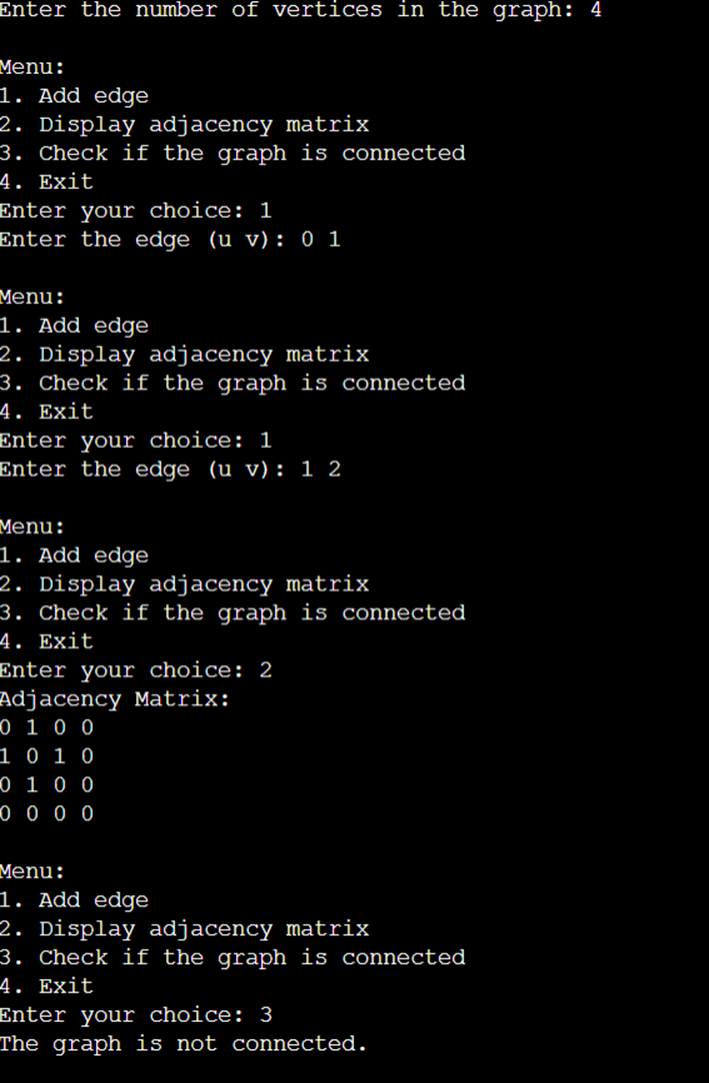 Enter the number of vertices in the graph: 4
Menu:
1. Add edge
2. Display adjacency matrix
3. Check if the graph is connected
4. Exit
Enter your choice: 1
Enter the edge (u v): 0 1
Menu:
1. Add edge
2. Display adjacency matrix
3. Check if the graph is connected
4. Exit
Enter your choice: 1
Enter the edge (u v): 1 2
Menu:
1. Add edge
2. Display adjacency matrix
3. Check if the graph is connected
4. Exit
Enter your choice: 2
Adjacency Matrix:
0 1 0 0
1 0 1 0
0 1 0 0
0 0 0 0
Menu:
1. Add edge
2. Display adjacency matrix
3. Check if the graph is connected
4. Exit
Enter your choice: 3
The graph is not connected.